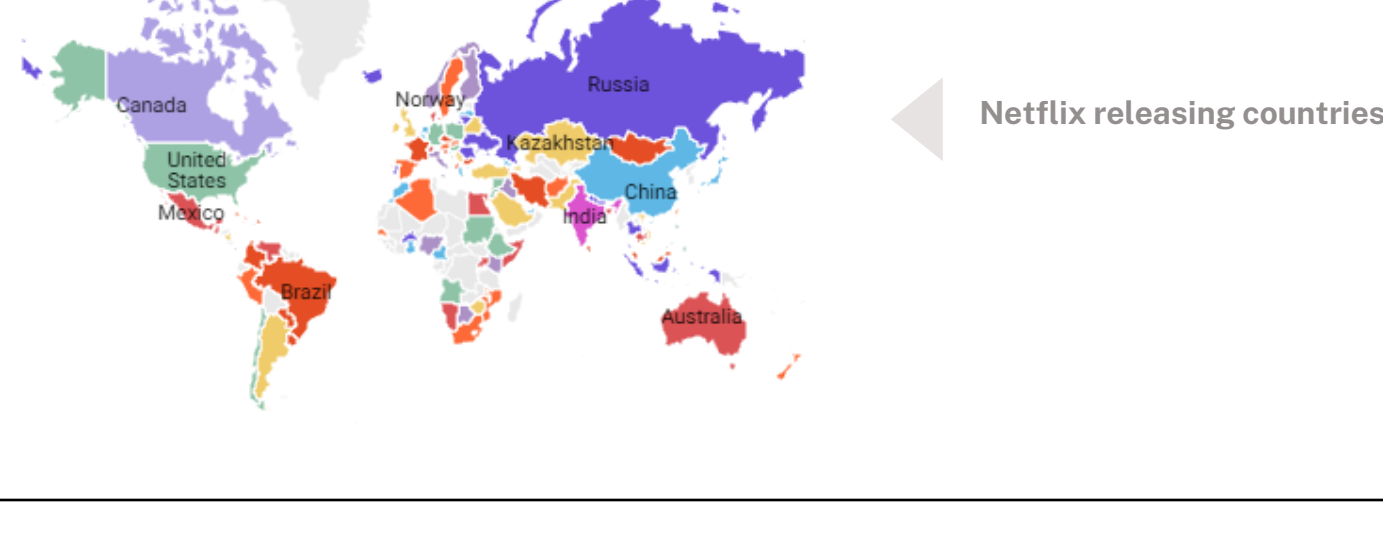 Russia
Norway
Canada
Netflix releasing countries
Kazakhstan
United
States
China
Mexico
India
Brazil
Australia